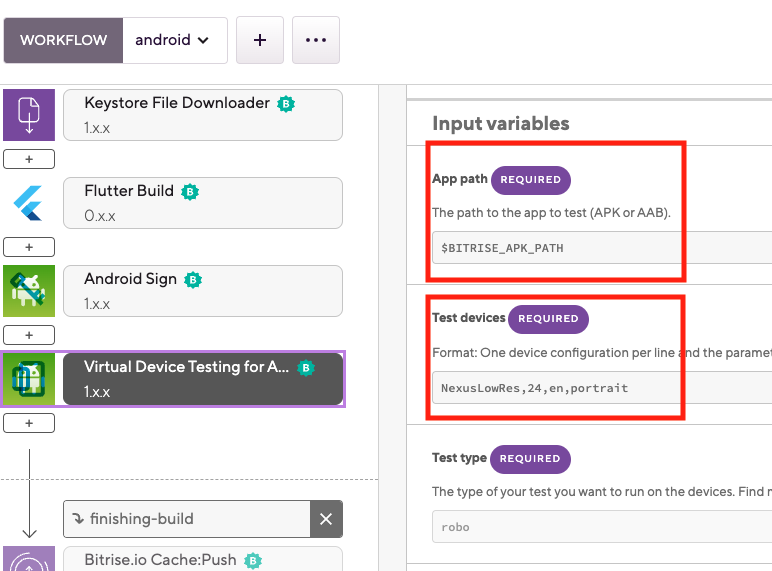 WORKFLOW
android
+
Keystore File Downloader B
1.x.x
+
Flutter Build B
0.x.x
+
Android Sign B
1.x.x
+
Virtual Device Testing for A... B
1.x.x
+
finishing-build
Bitrise.io Cache:Push B
Input variables
App path REQUIRED
The path to the app to test (APK or AAB).
$BITRISE_APK_PATH
Test devices REQUIRED
Format: One device configuration per line and the paramet
NexusLowRes,24,en,portrait
Test type REQUIRED
The type of your test you want to run on the devices. Find
robo